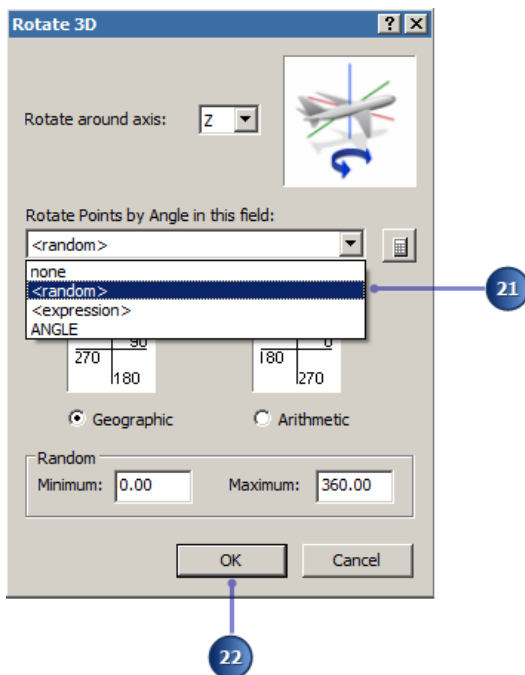 Rotate 3D
Rotate around axis: Z
Rotate Points by Angle in this field:
<random>
none
<random>
21
<expression>
ANGLE
90 0
270 180
180 270
Geographic Arithmetic
Random
Minimum: 0.00 Maximum: 360.00
OK Cancel
22